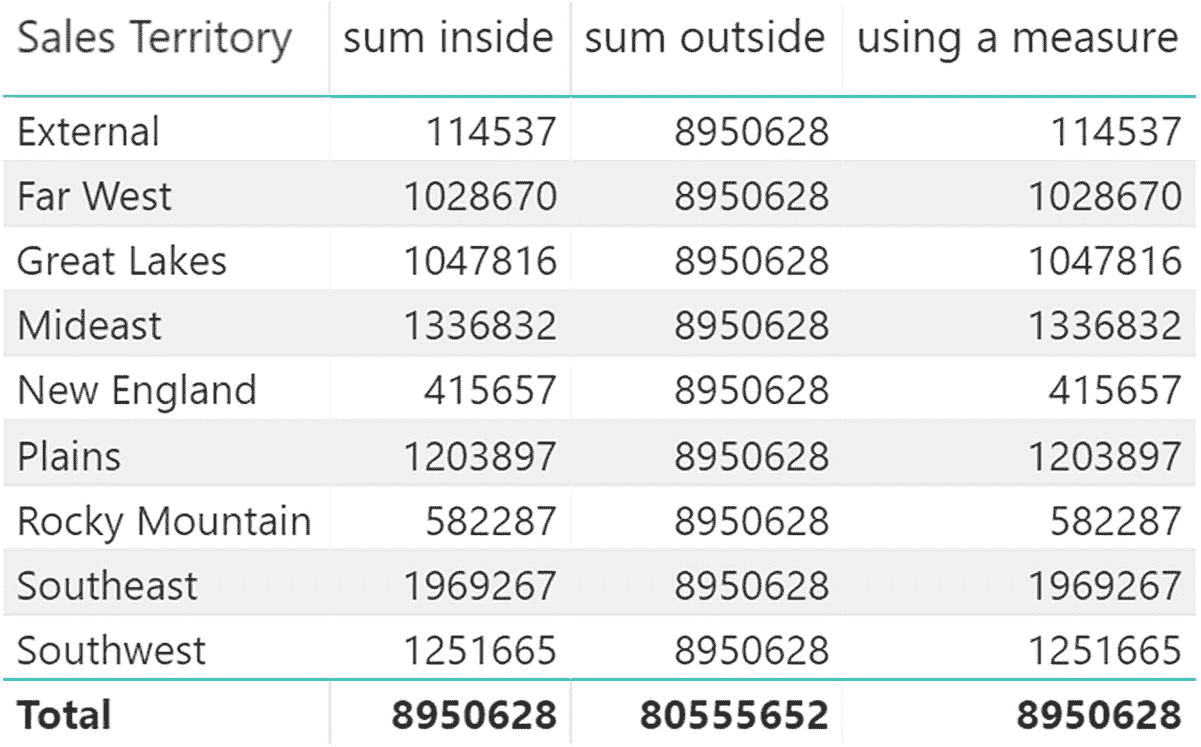 Sales Territory sum inside sum outside using a measure
External 114537 8950628 114537
Far West 1028670 8950628 1028670
Great Lakes 1047816 8950628 1047816
Mideast 1336832 8950628 1336832
New England 415657 8950628 415657
Plains 1203897 8950628 1203897
Rocky Mountain 582287 8950628 582287
Southeast 1969267 8950628 1969267
Southwest 1251665 8950628 1251665
Total 8950628 80555652 8950628